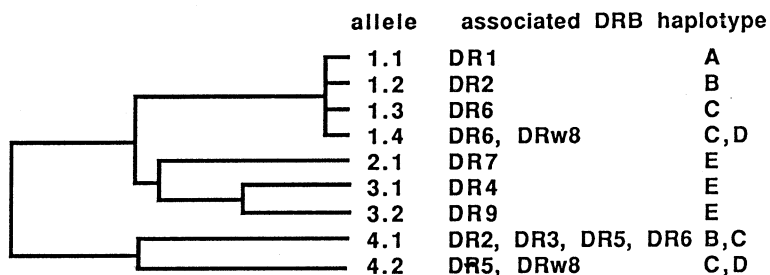 allele associated DRB haplotype
1.1 DR1 A
1.2 DR2 B
1.3 DR6 C
1.4 DR6, DRw8 C,D
2.1 DR7 E
3.1 DR4 E
3.2 DR9 E
4.1 DR2, DR3, DR5, DR6 B,C
4.2 DR5, DRw8 C,D